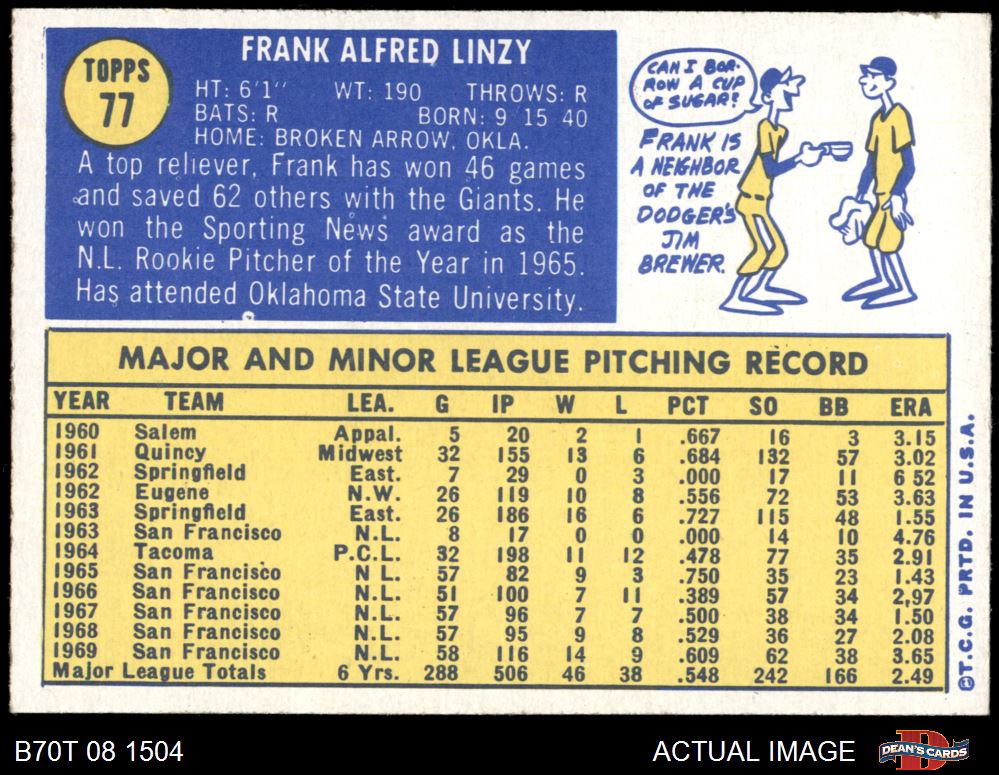 TOPPS
77
FRANK ALFRED LINZY
HT: 6'1" WT: 190 THROWS: R
BATS: R BORN: 9 15 40
HOME: BROKEN ARROW, OKLA.
A top reliever, Frank has won 46 games
and saved 62 others with the Giants. He
won the Sporting News award as the
N.L. Rookie Pitcher of the Year in 1965.
Has attended Oklahoma State University.
CAN I BOR-
ROW A CUP
OF SUGAR?
FRANK IS
A NEIGHBOR
OF THE
DODGER'S
JIM
BREWER.
MAJOR AND MINOR LEAGUE PITCHING RECORD
YEAR TEAM LEA. G IP W L PCT SO BB ERA
1960 Salem Appal. 5 20 2 1 .667 16 3 3.15
1961 Quincy Midwest 32 155 13 6 .684 132 57 3.02
1962 Springfield East. 7 29 0 3 .000 17 11 6 52
1962 Eugene N.W. 26 119 10 8 .556 72 53 3.63
1963 Springfield East. 26 186 16 6 .727 115 48 1.55
1963 San Francisco N.L. 8 17 0 0 .000 14 10 4.76
1964 Tacoma P.C.L. 32 198 11 12 .478 77 35 2.91
1965 San Francisco N L. 57 82 9 3 .750 35 23 1.43
1966 San Francisco N.L. 51 100 7 11 .389 57 34 2,97
1967 San Francisco N.L. 57 96 7 7 .500 38 34 1.50
1968 San Francisco N.L. 57 95 9 8 .529 36 27 2.08
1969 San Francisco N.L. 58 116 14 9 .609 62 38 3.65
Major League Totals 6 Yrs. 288 506 46 38 .548 242 166 2.49
©T.C.G. PRTD. IN U.S.A.
B70T 08 1504
ACTUAL IMAGE
D
DEAN'S CARDS